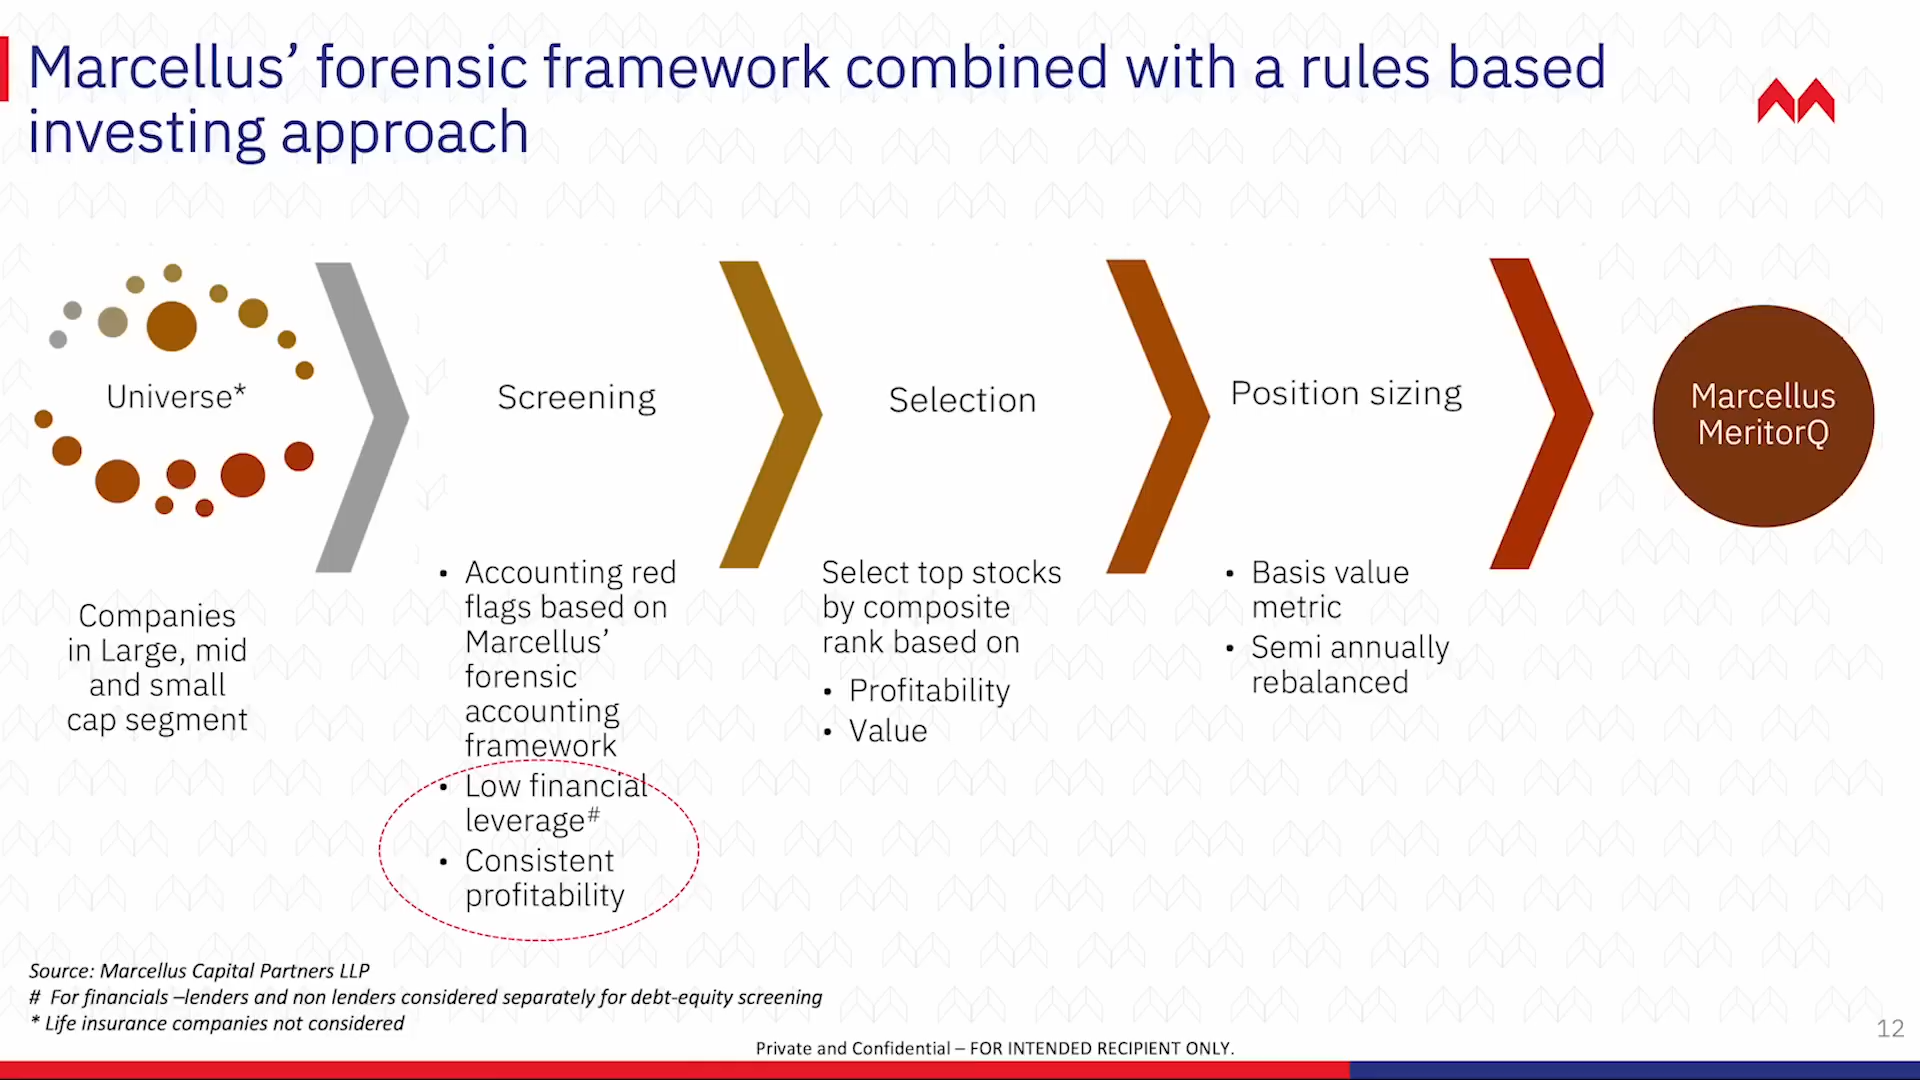 Marcellus’ forensic framework combined with a rules based
investing approach
Universe*
Companies
in Large, mid
and small
cap segment
Screening
• Accounting red
flags based on
Marcellus’
forensic
accounting
framework
• Low financial
leverage#
• Consistent
profitability
Selection
Select top stocks
by composite
rank based on
• Profitability
• Value
Position sizing
• Basis value
metric
• Semi annually
rebalanced
Marcellus
MeritorQ
Source: Marcellus Capital Partners LLP
# For financials –lenders and non lenders considered separately for debt-equity screening
* Life insurance companies not considered
Private and Confidential – FOR INTENDED RECIPIENT ONLY.
12